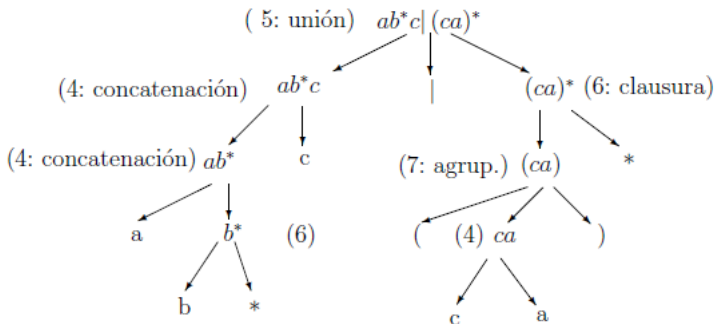 ( 5: unión) ab*c| (ca)*
(4: concatenación) ab*c | (ca)* (6: clausura)
(4: concatenación) ab* c (7: agrup.) (ca) *
a b* (6) ( (4) ca )
b * c a